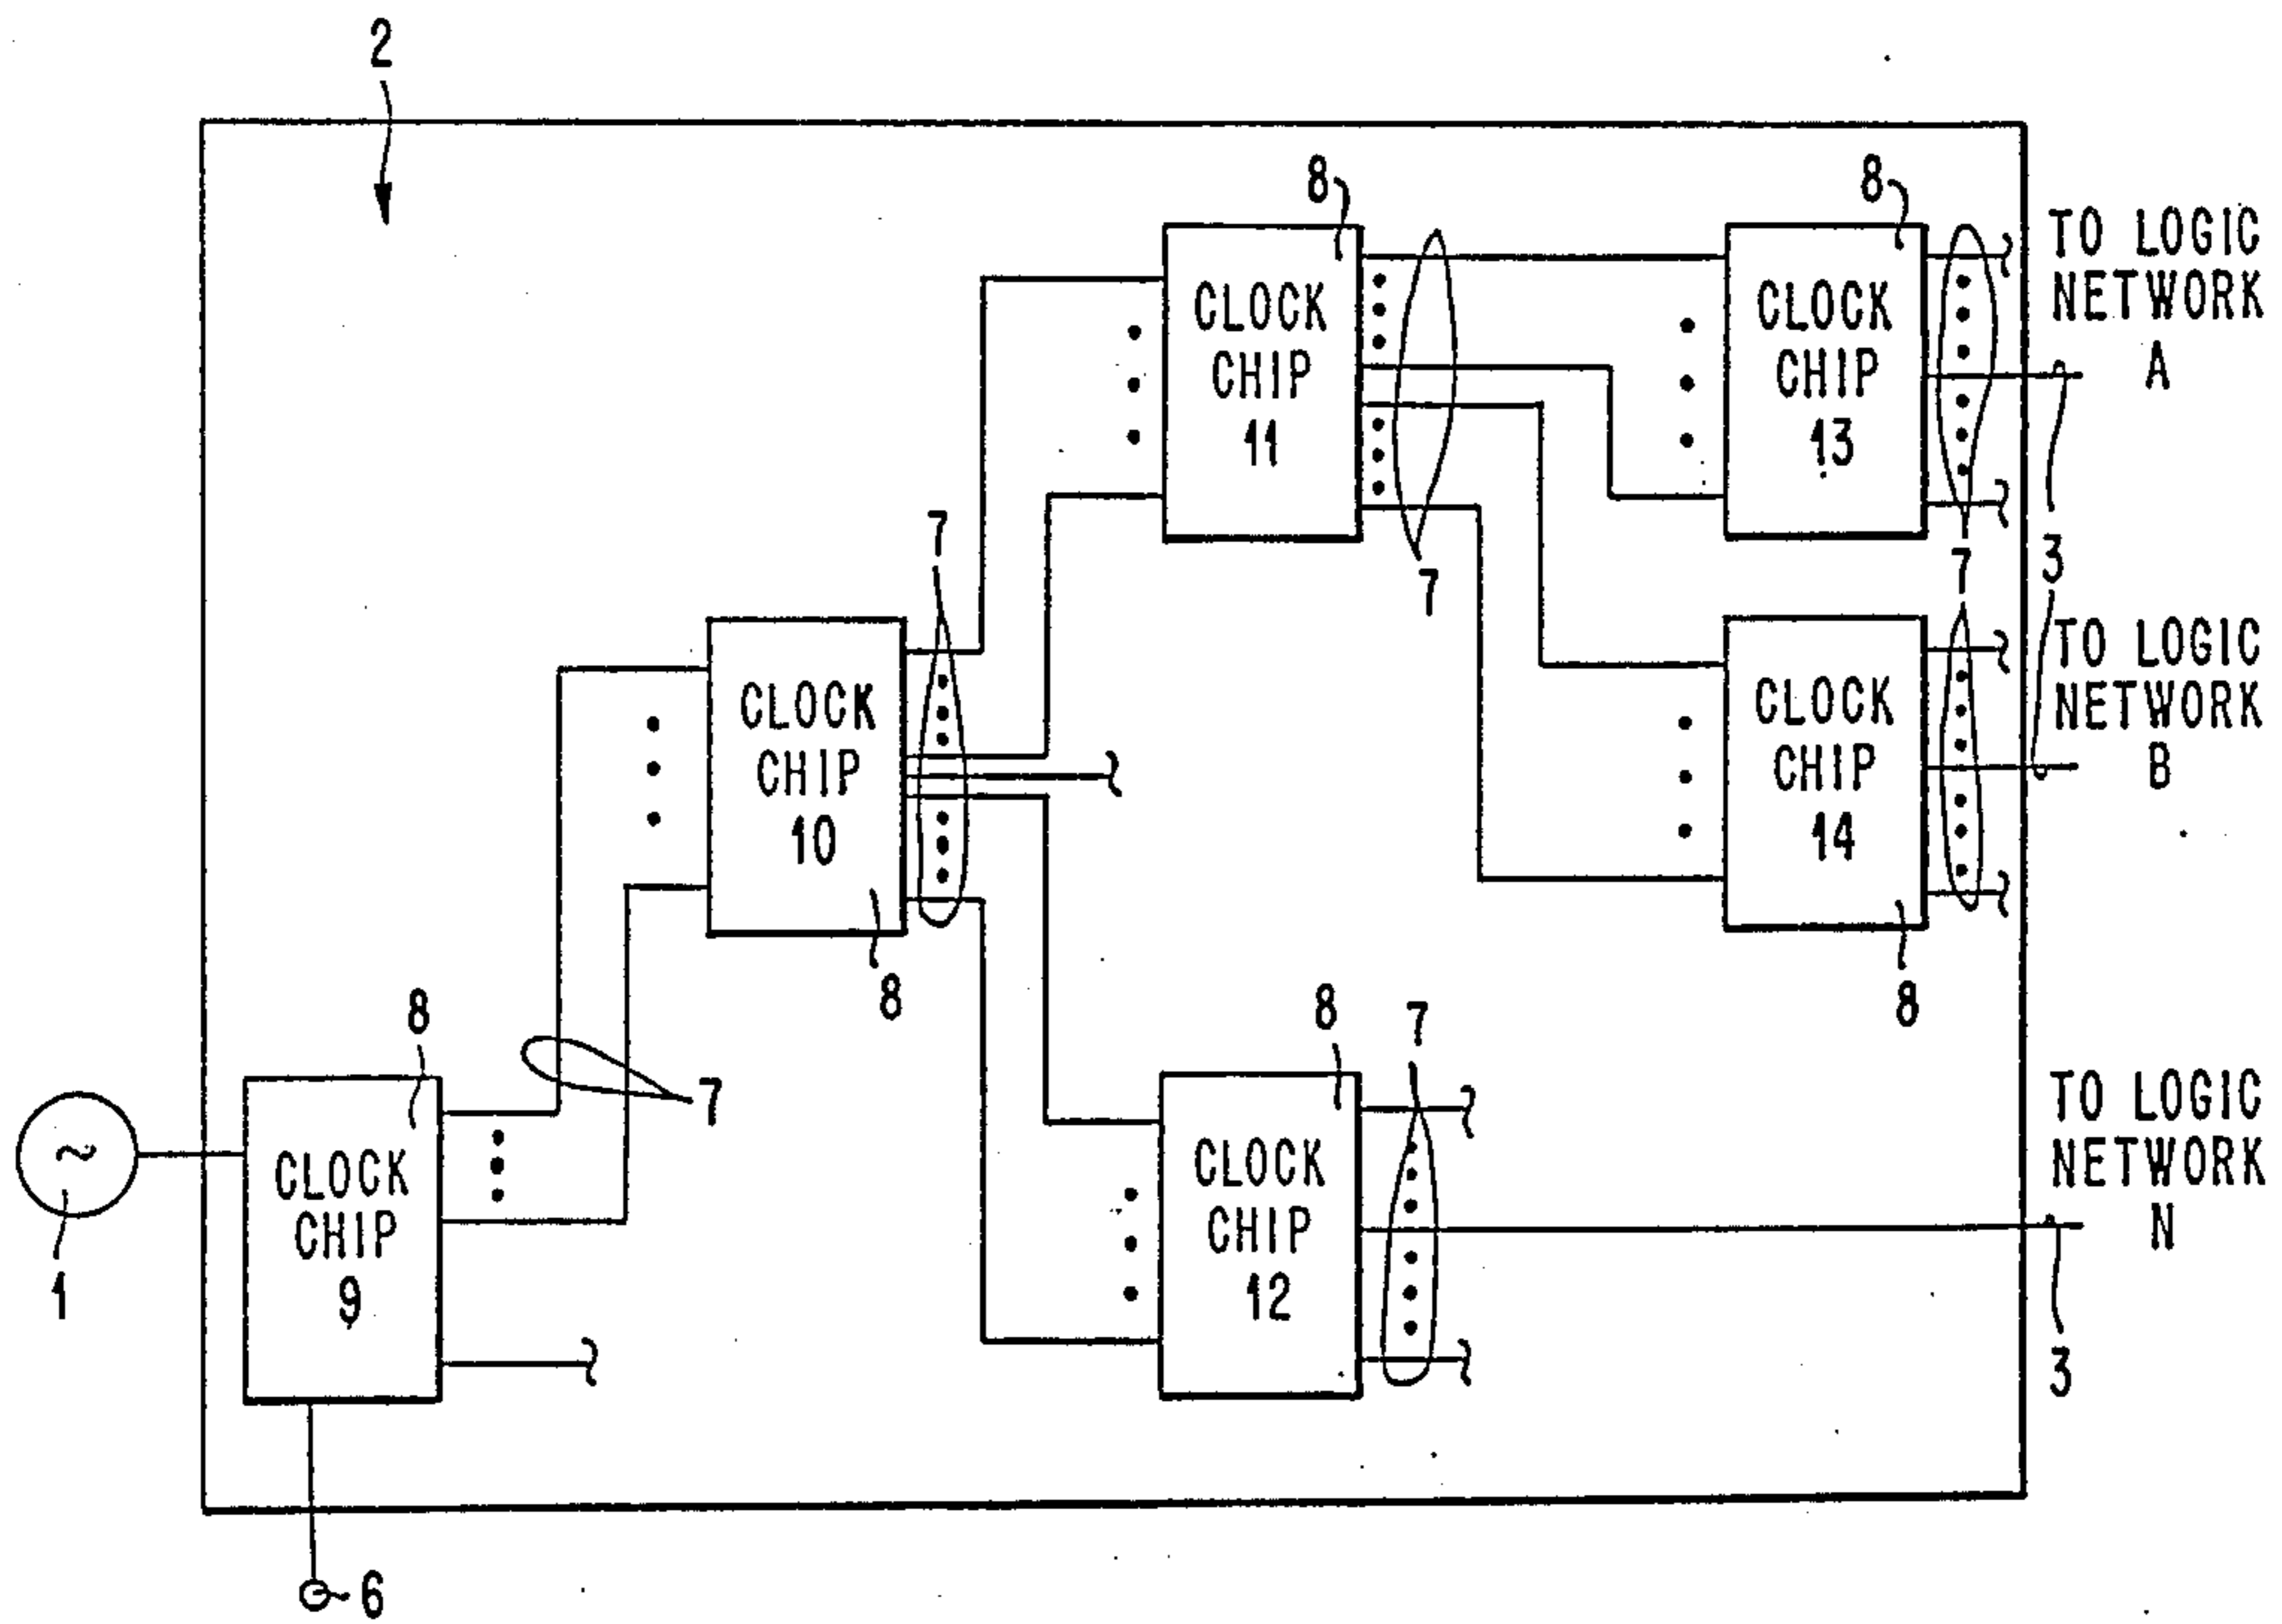 2
8
8
TO LOGIC
NETWORK
A
CLOCK
CHIP
11
CLOCK
CHIP
13
7
7
7
3
TO LOGIC
NETWORK
B
CLOCK
CHIP
10
CLOCK
CHIP
14
8
8
8
8
7
7
TO LOGIC
NETWORK
N
~
1
CLOCK
CHIP
9
CLOCK
CHIP
12
3
6